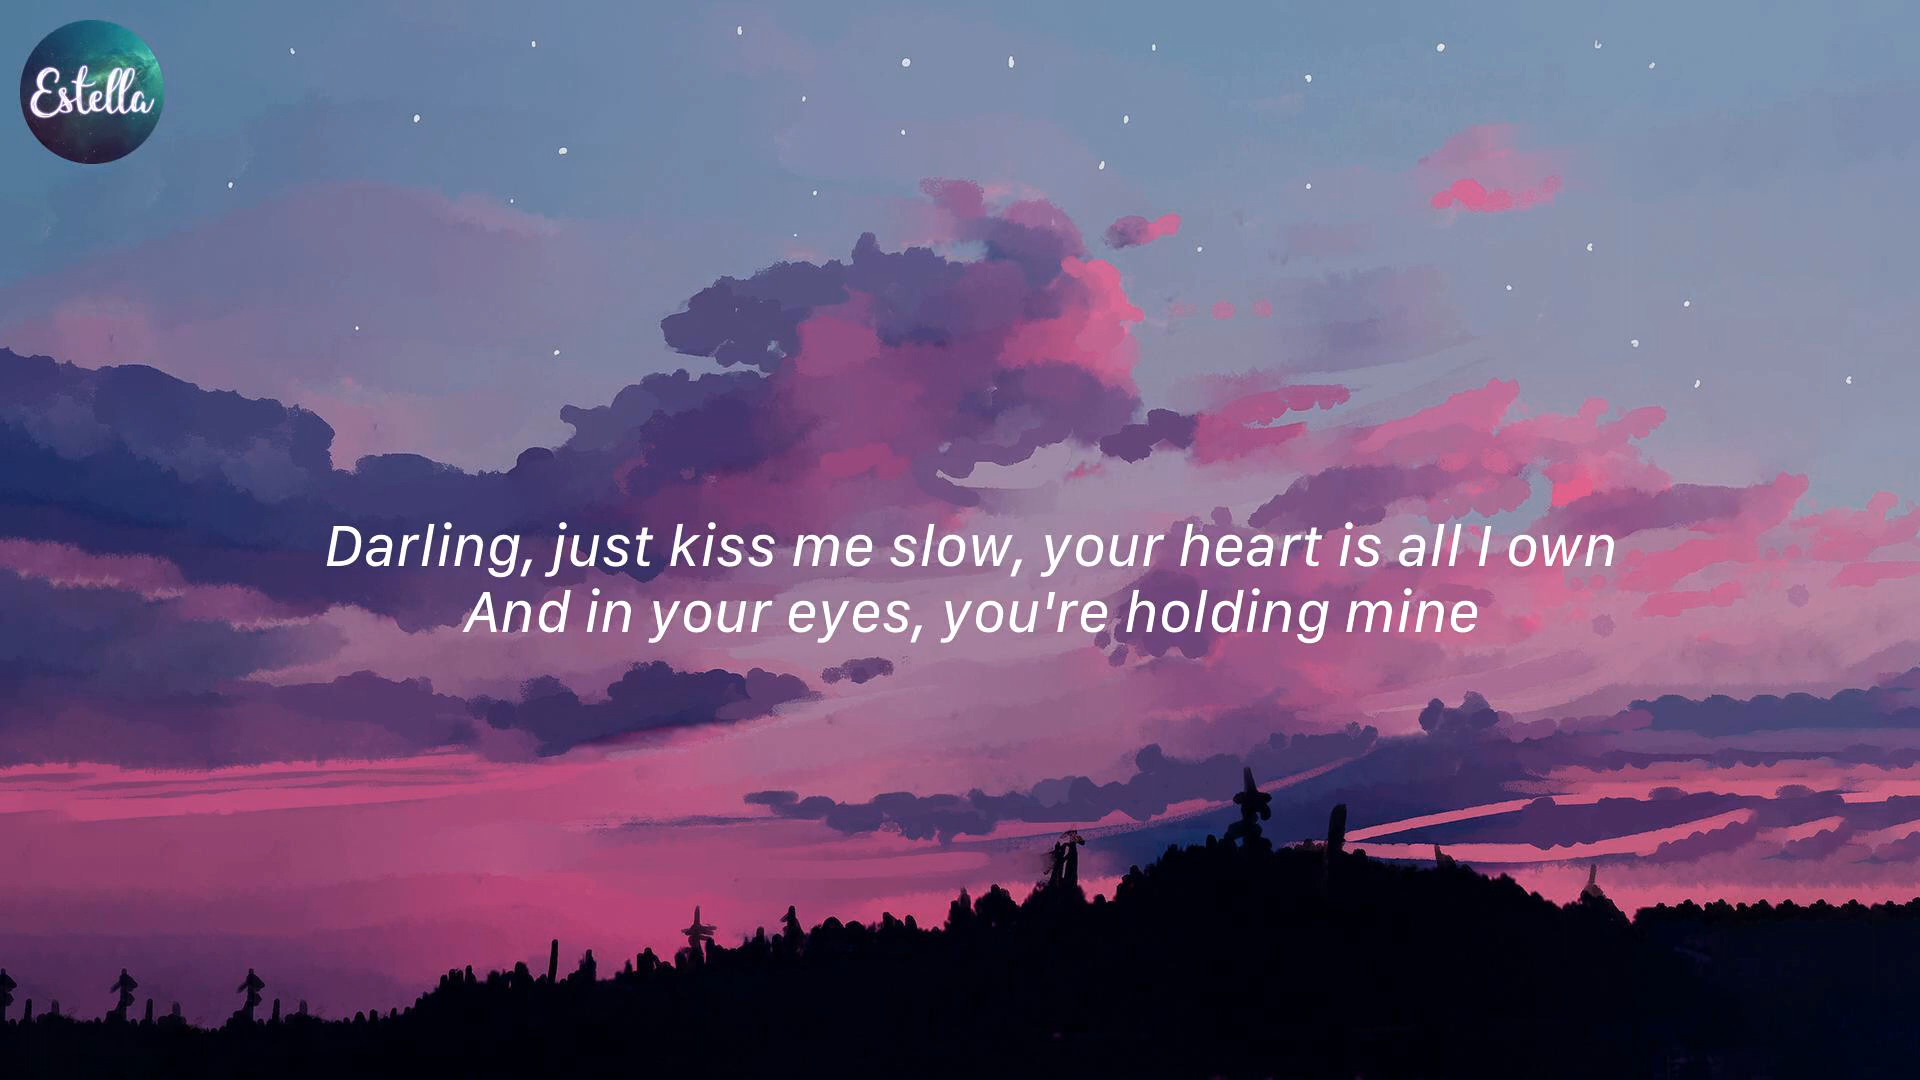 Estella
Darling, just kiss me slow, your heart is all I own
And in your eyes, you're holding mine